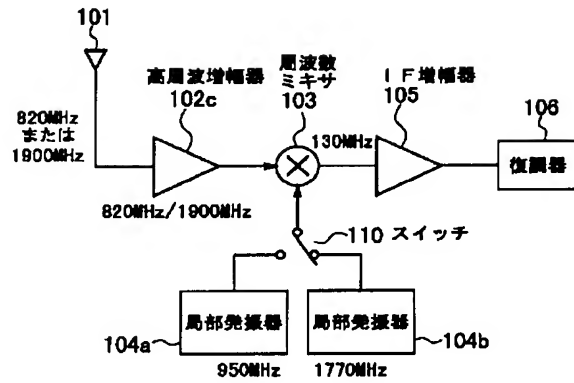 101
高周波増幅器
102c
周波数
ミキサ
103
IF増幅器
105
106
復調器
820MHz
または
1900MHz
130MHz
820MHz/1900MHz
110 スイッチ
局部発振器
局部発振器
104a
104b
950MHz
1770MHz